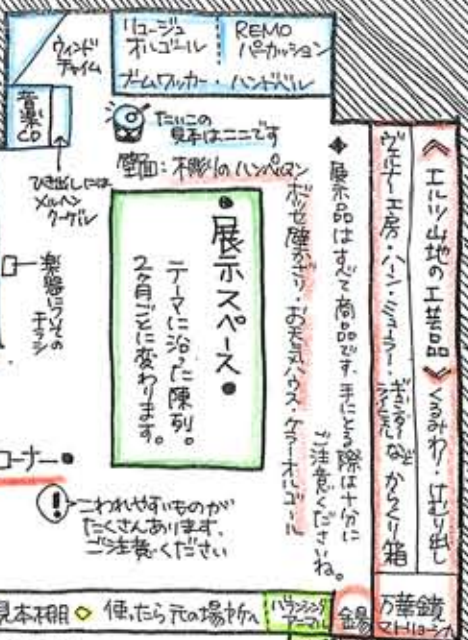 ウィンド
チャイム
リュージュ
オルゴール
REMO
パーカッション
ブームワッカー・ハンドベル
音楽CD
ひき出しには
メルヘン
クーゲル
たいこの
見本はここです
壁面：木彫りのハンペルマン
ボッセ壁かざり・お天気ハウス・ケラーオルゴール
◆展示品はすべて商品です。手にとる際は十分に
ご注意くださいね。
《エルツ山地の工芸品》くるみわり・けむり出し
ヴェルナー工房・ハーン・ミュラー・ギュンター
ライヒェルなど からくり箱
●展示スペース●
テーマに沿った陳列。
2ヶ月ごとに変わります。
楽器についての
チラシ
コーナー●
こわれやすいものが
たくさんあります。
ご注意ください
見本棚◇使ったら元の場所へ
バランシング
アニマル
錫
万華鏡
マトリョーシカ